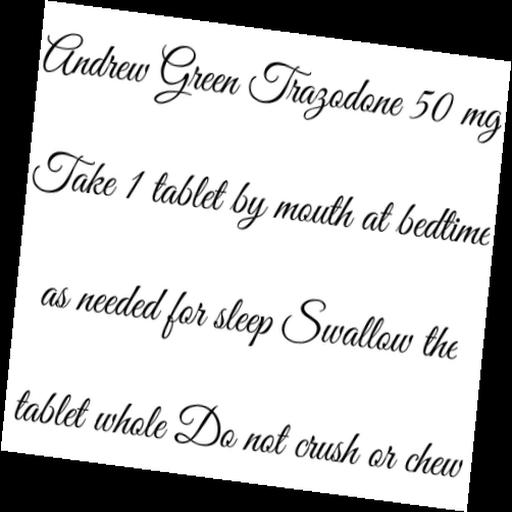 Andrew Green Trazodone 50 mg
Take 1 tablet by mouth at bedtime
as needed for sleep Swallow the
tablet whole Do not crush or chew